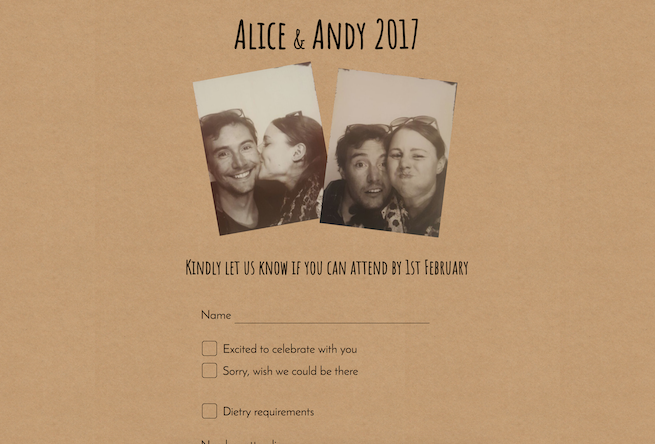 Alice & Andy 2017
Kindly let us know if you can attend by 1st February
Name
Excited to celebrate with you
Sorry, wish we could be there
Dietry requirements